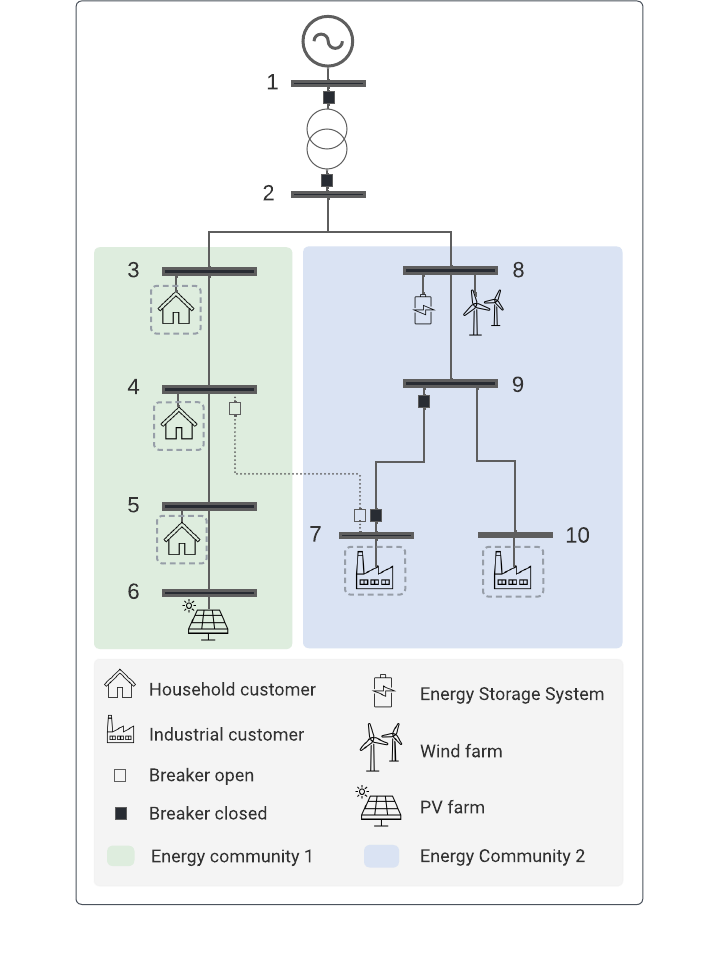 1
2
3
8
4
9
5
7
10
6
Household customer
Energy Storage System
Industrial customer
Wind farm
Breaker open
Breaker closed
PV farm
Energy community 1
Energy Community 2